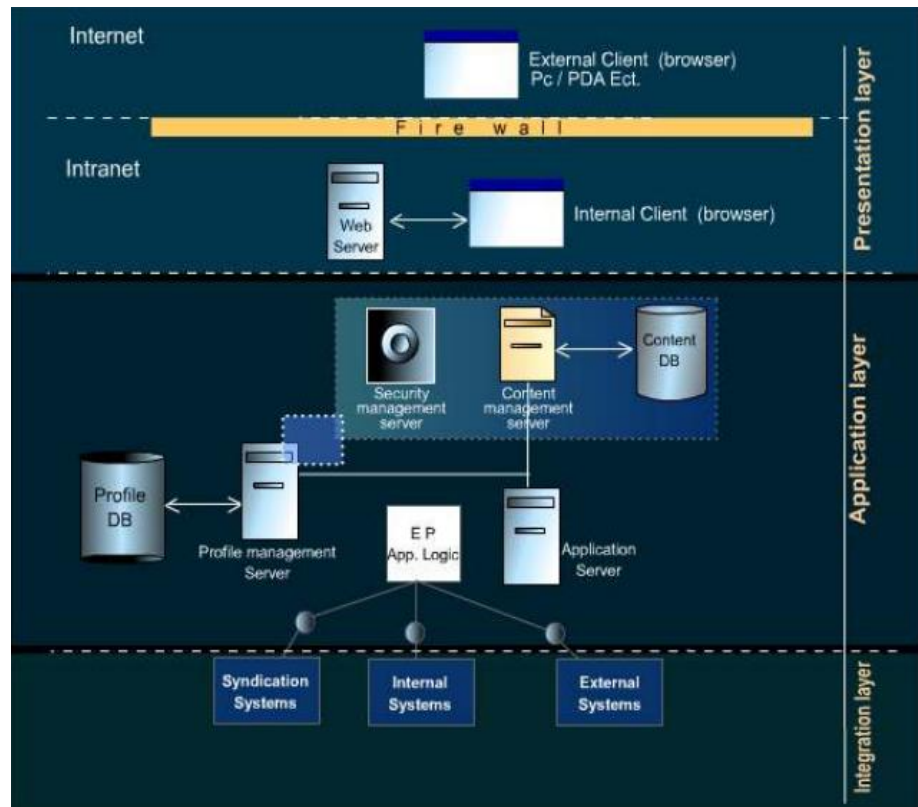 Internet
External Client (browser)
Pc / PDA Ect.
Fire wall
Intranet
Web
Server
Internal Client (browser)
Presentation layer
Security
management
server
Content
management
server
Content
DB
Profile
DB
Profile management
Server
E P
App. Logic
Application
Server
Application layer
Syndication
Systems
Internal
Systems
External
Systems
Integration layer